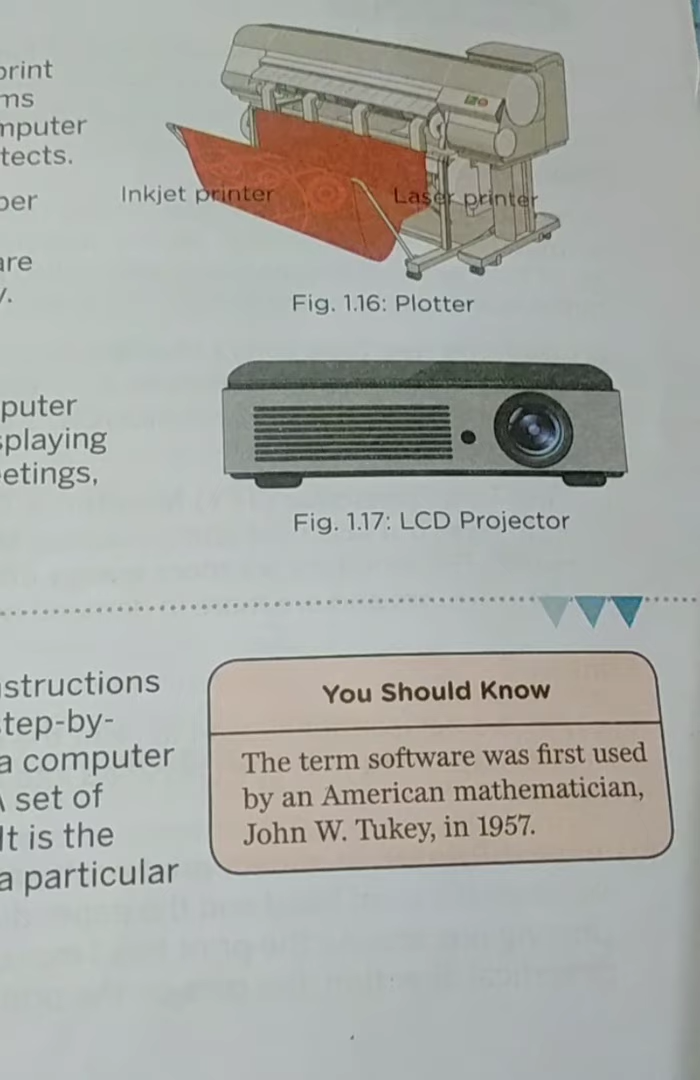 print
ms
mputer
tects.
per
are
y.
Inkjet printer
Laser printer
Fig. 1.16: Plotter
puter
splaying
etings,
Fig. 1.17: LCD Projector
structions
step-by-
a computer
A set of
It is the
a particular
You Should Know
The term software was first used
by an American mathematician,
John W. Tukey, in 1957.